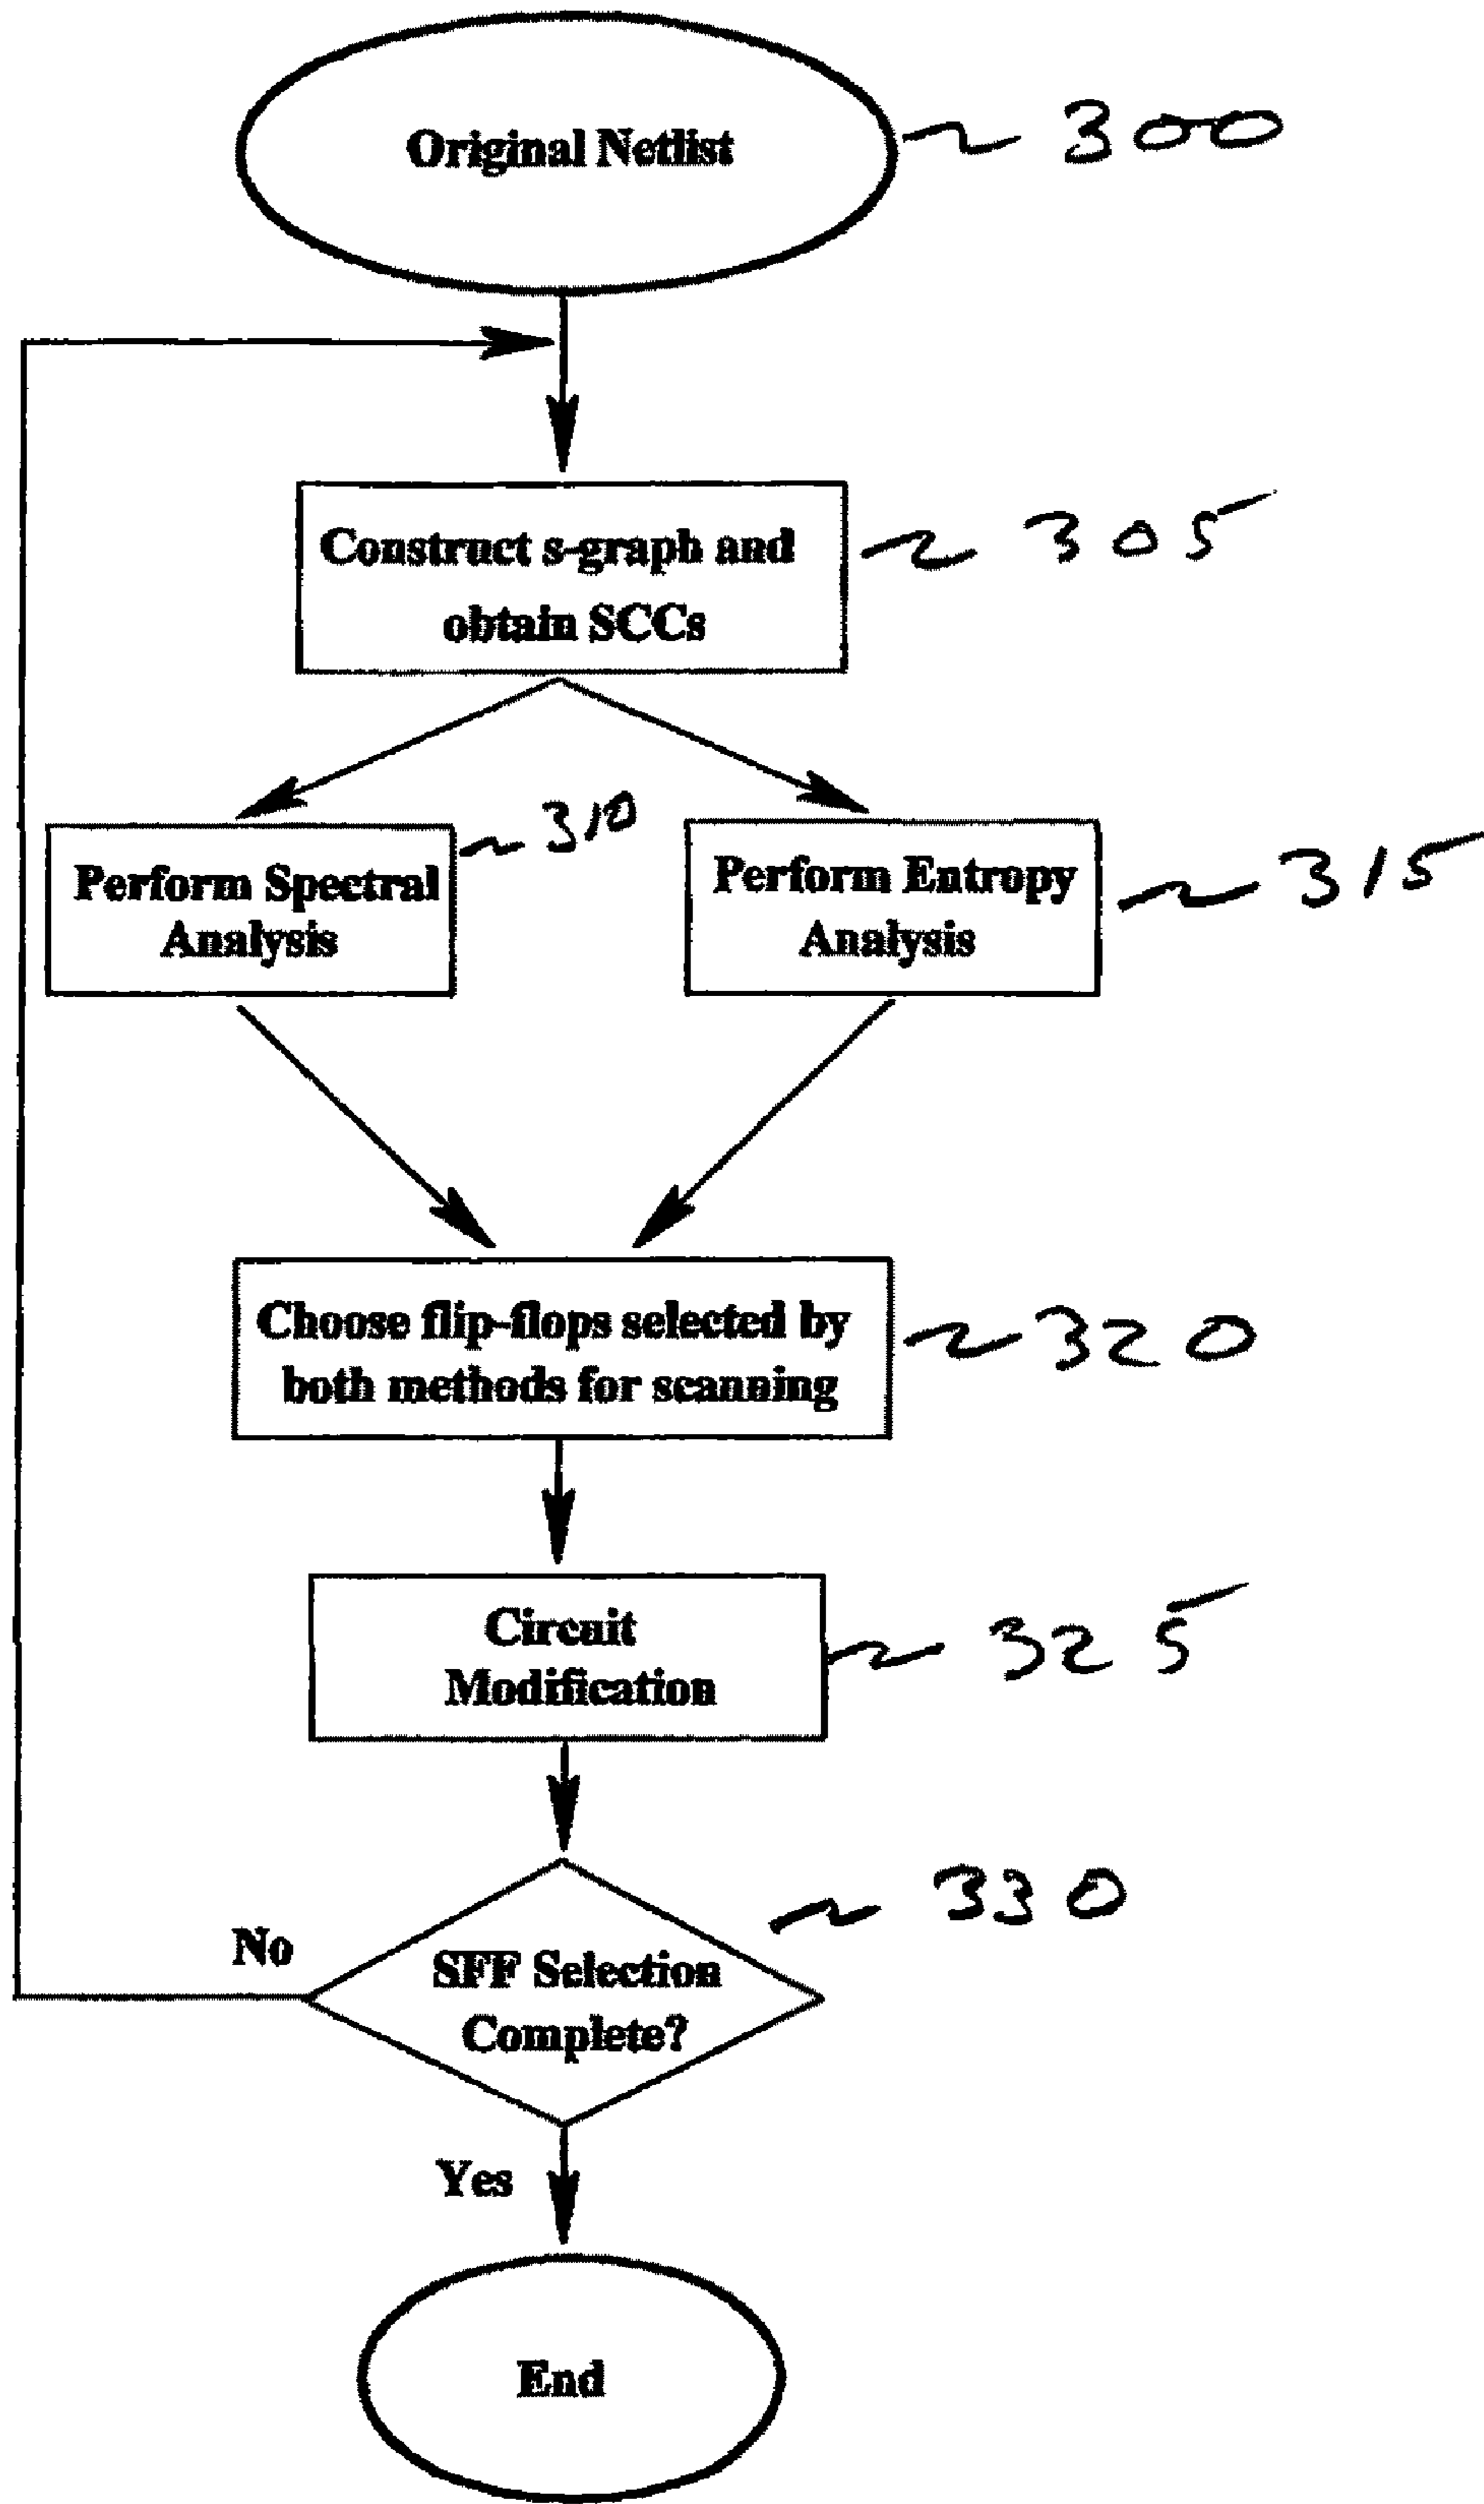 Original Netlist
~ 300
Construct s-graph and
obtain SCCs
~ 305
Perform Spectral
Analysis
~ 310
Perform Entropy
Analysis
~ 315
Choose flip-flops selected by
both methods for scanning
~ 320
Circuit
Modification
~ 325
SFF Selection
Complete?
~ 330
No
Yes
End